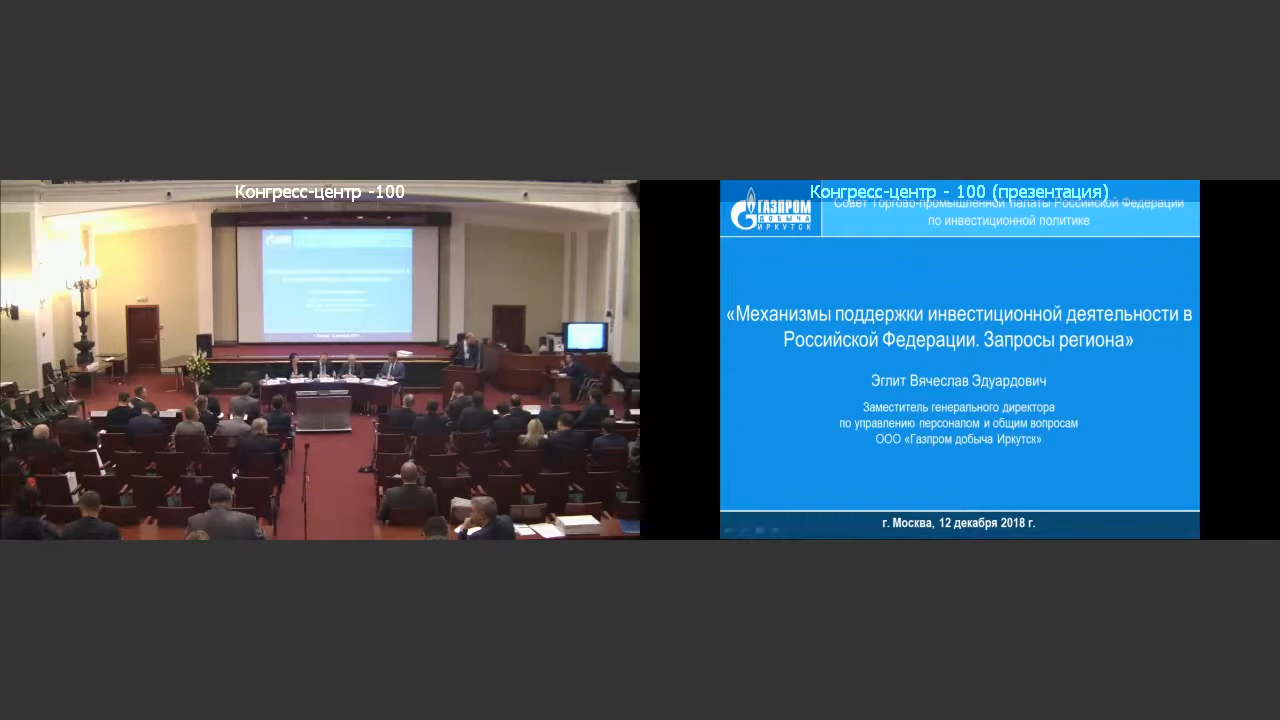 Конгресс-центр -100
Конгресс-центр - 100 (презентация)
ГАЗПРОМ
ДОБЫЧА
ИРКУТСК
Совет Торгово-промышленной палаты Российской Федерации
по инвестиционной политике
«Механизмы поддержки инвестиционной деятельности в
Российской Федерации. Запросы региона»
Эглит Вячеслав Эдуардович
Заместитель генерального директора
по управлению персоналом и общим вопросам
ООО «Газпром добыча Иркутск»
г. Москва, 12 декабря 2018 г.